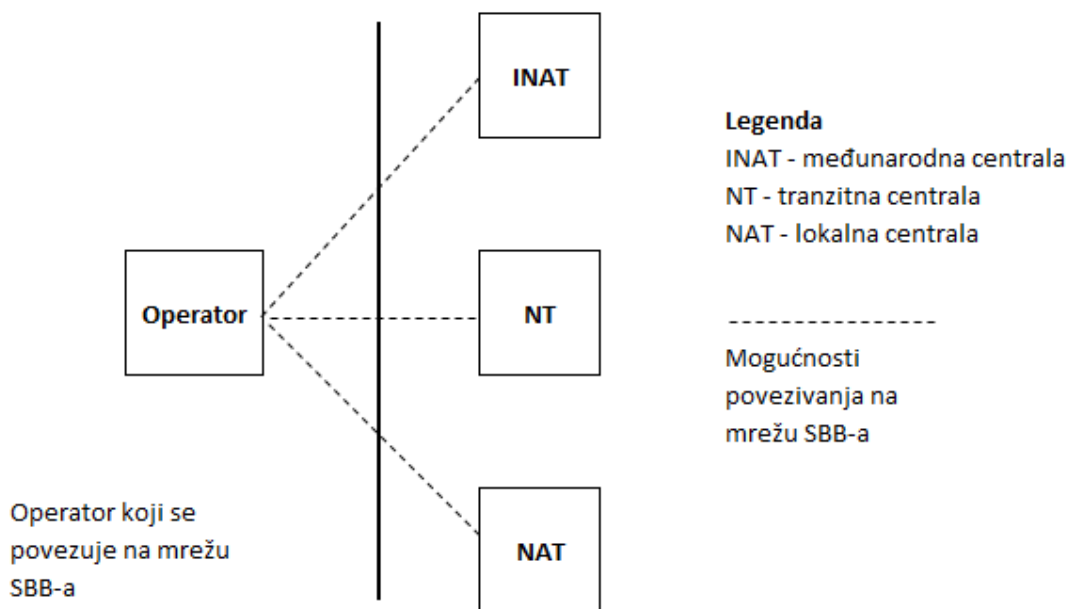 INAT
Legenda
INAT - međunarodna centrala
NT - tranzitna centrala
NAT - lokalna centrala
Operator
NT
Mogućnosti
povezivanja na
mrežu SBB-a
Operator koji se
povezuje na mrežu
SBB-a
NAT